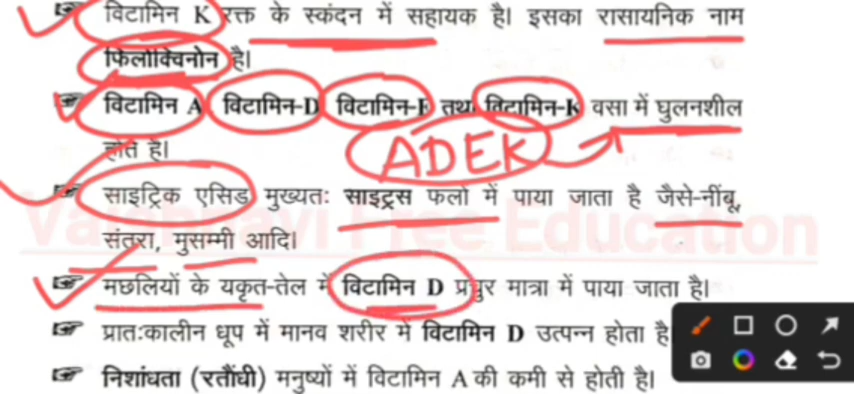 विटामिन K रक्त के स्कंदन में सहायक है। इसका रासायनिक नाम
फिलोक्विनोन है।
विटामिन A विटामिन-D विटामिन-E तथा विटामिन-K वसा में घुलनशील
होते हैं।
ADEK
साइट्रिक एसिड मुख्यतः साइट्रस फलों में पाया जाता है जैसे-नींबू,
संतरा, मुसम्मी आदि।
Vaishnavi Free Education
मछलियों के यकृत-तेल में विटामिन D प्रचुर मात्रा में पाया जाता है।
प्रातःकालीन धूप में मानव शरीर में विटामिन D उत्पन्न होता है
निशांधता (रतौंधी) मनुष्यों में विटामिन A की कमी से होती है।